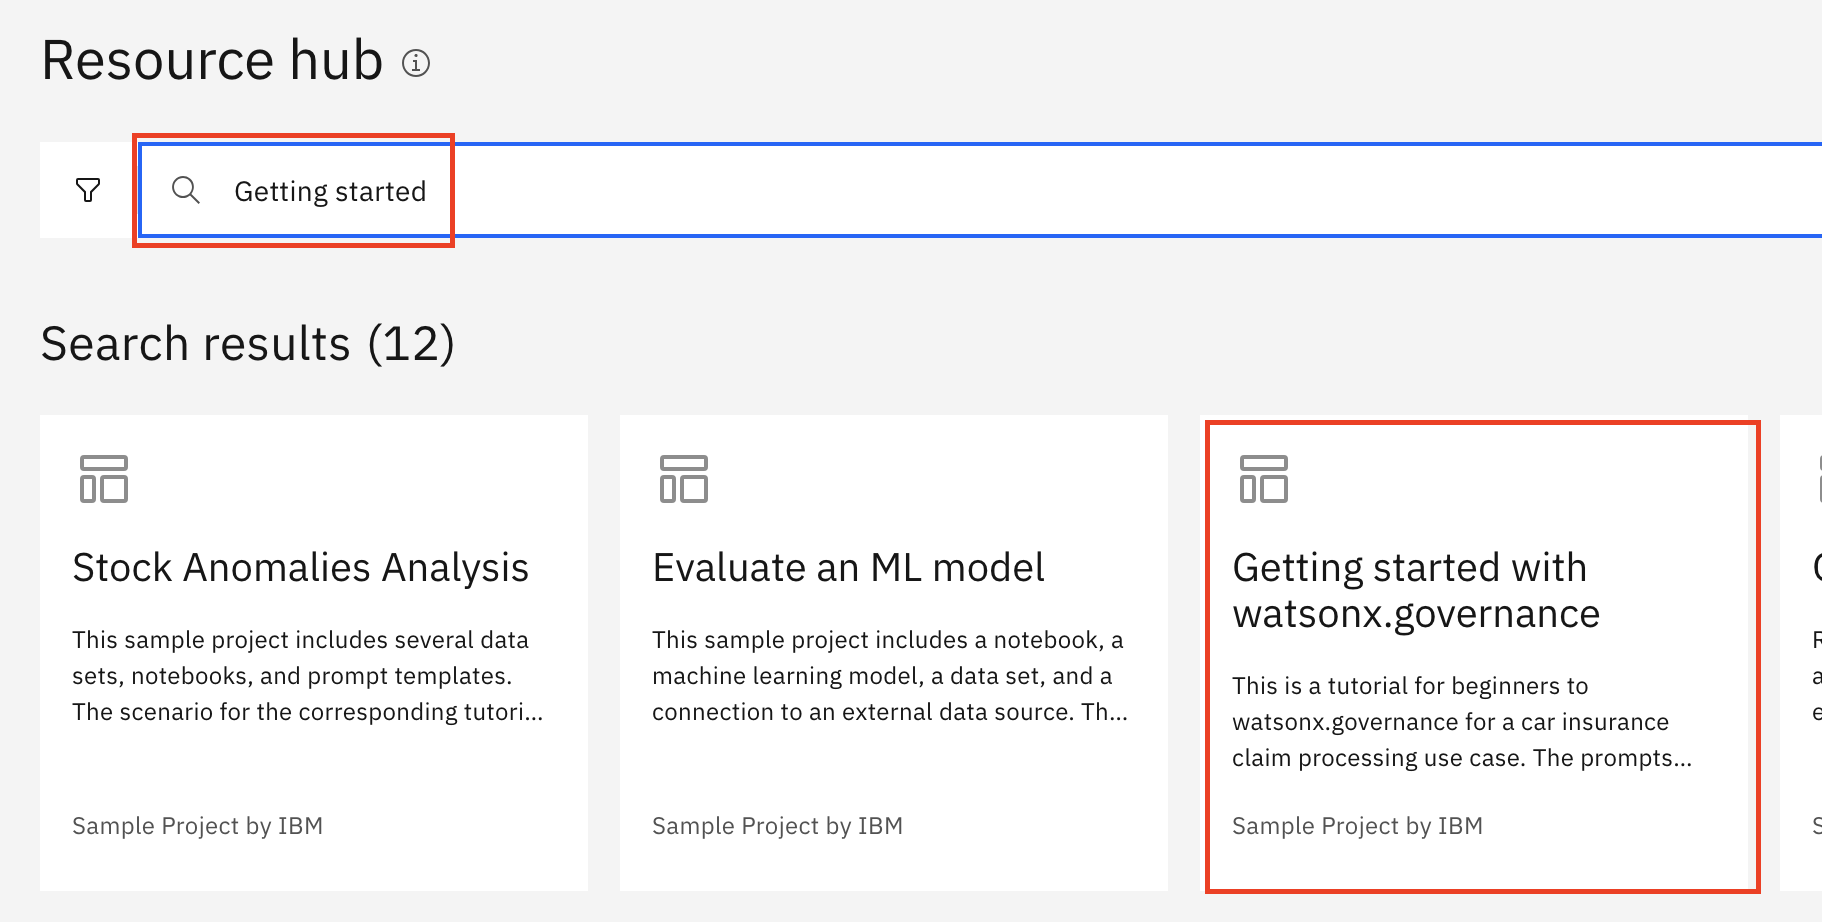 Resource hub
Getting started
Search results (12)
Stock Anomalies Analysis
This sample project includes several data
sets, notebooks, and prompt templates.
The scenario for the corresponding tutori...
Sample Project by IBM
Evaluate an ML model
This sample project includes a notebook, a
machine learning model, a data set, and a
connection to an external data source. Th...
Sample Project by IBM
Getting started with
watsonx.governance
This is a tutorial for beginners to
watsonx.governance for a car insurance
claim processing use case. The prompts...
Sample Project by IBM